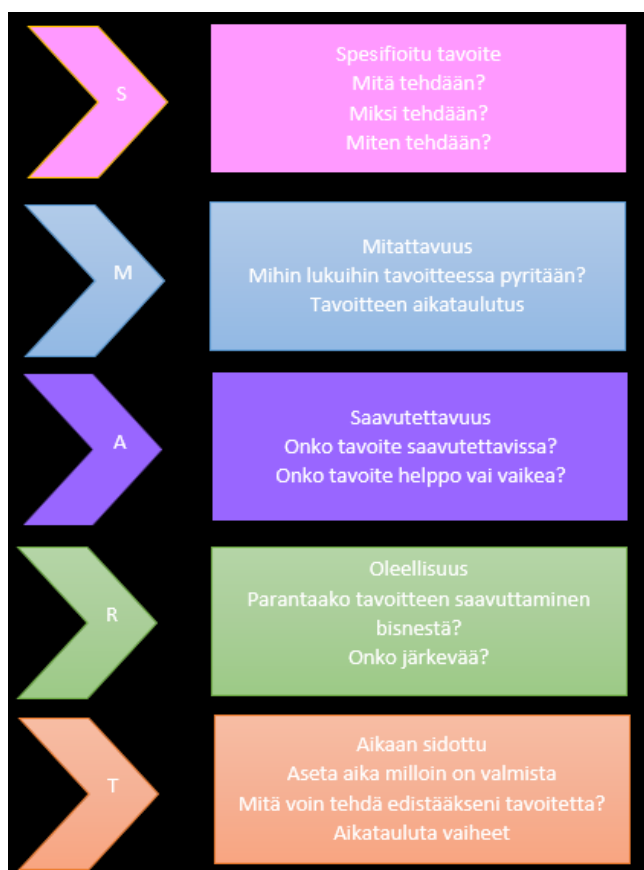 S
Spesifioitu tavoite
Mitä tehdään?
Miksi tehdään?
Miten tehdään?
M
Mitattavuus
Mihin lukuihin tavoitteessa pyritään?
Tavoitteen aikataulutus
A
Saavutettavuus
Onko tavoite saavutettavissa?
Onko tavoite helppo vai vaikea?
R
Oleellisuus
Parantaako tavoitteen saavuttaminen
bisnestä?
Onko järkevää?
T
Aikaan sidottu
Aseta aika milloin on valmista
Mitä voin tehdä edistääkseni tavoitetta?
Aikatauluta vaiheet